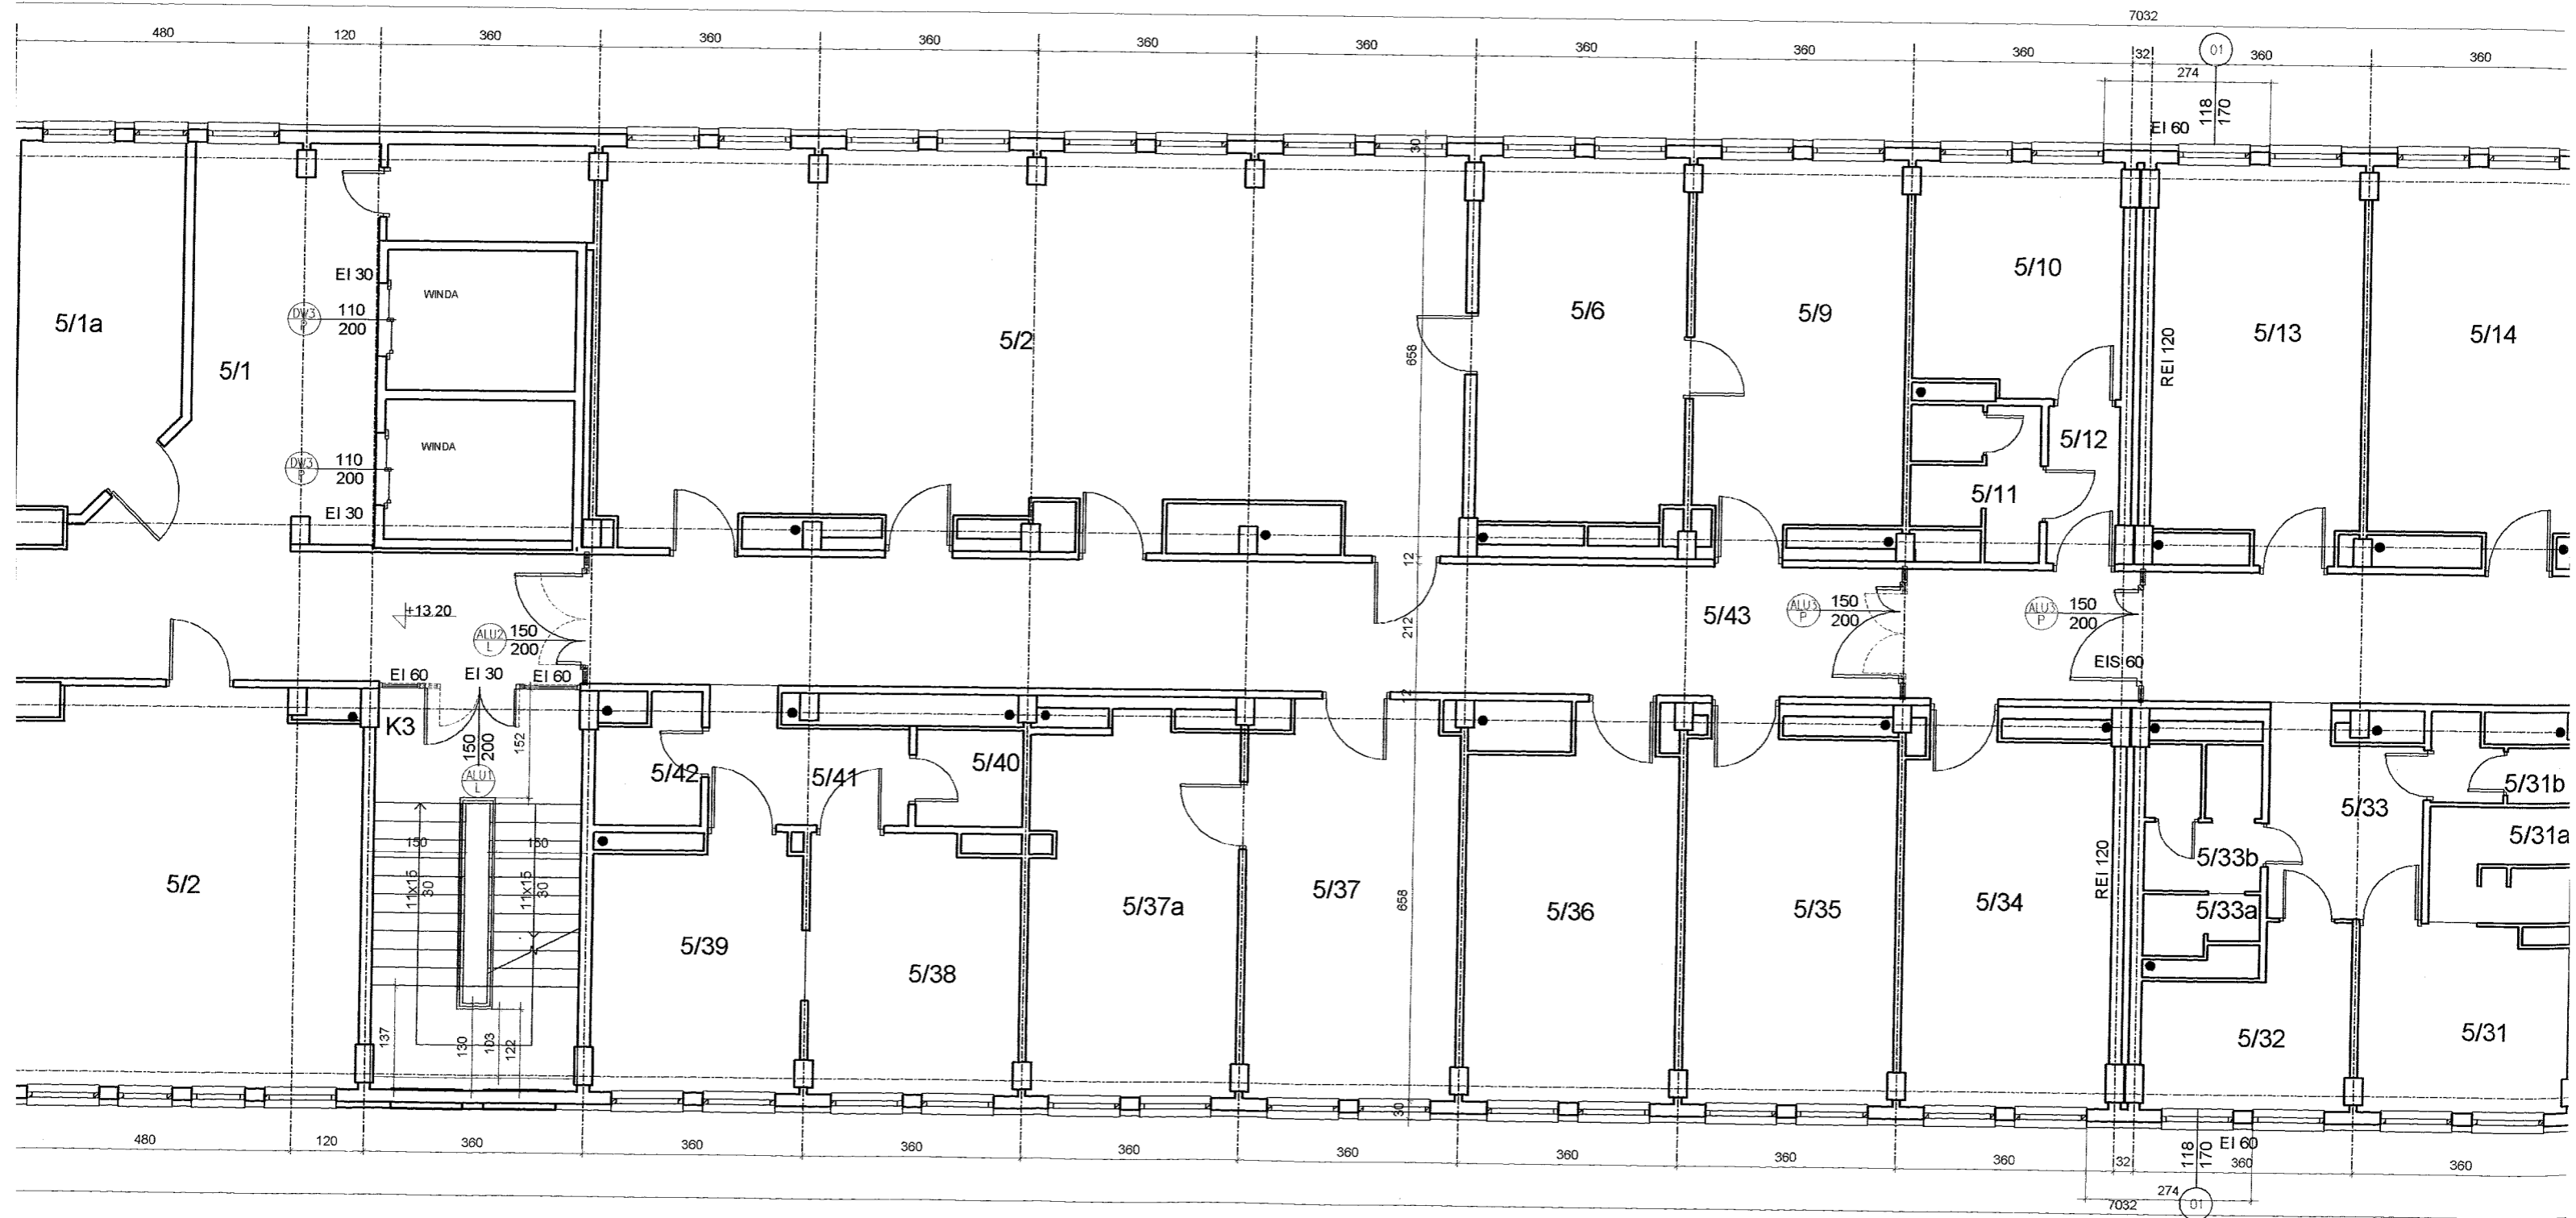 7032
480 120 360 360 360 360 360 360 360 360 32 01 360 360
274
118
170
EI 60
30
5/1a
5/1
EI 30
WINDA
DW3
P
110
200
5/2
5/6
5/9
5/10
5/13
5/14
658
REI 120
WINDA
DW3
P
110
200
EI 30
5/12
5/11
12
+13.20
ALU2
L
150
200
212
5/43
ALU3
P
150
200
ALU3
P
150
200
EI 60 EI 30 EI 60
EIS 60
12
K3
150
200
152
ALU1
L
5/42
5/41
5/40
5/33
5/31b
5/31a
150
150
11x15
30
11x15
30
5/2
5/39
5/38
5/37a
5/37
658
5/36
5/35
5/34
REI 120
5/33b
5/33a
5/32
5/31
137
130
103
122
30
480 120 360 360 360 360 360 360 360 360 32 360 360
118
170
EI 60
274
7032
01